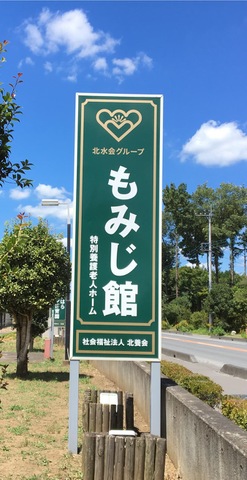 北水会グループ
もみじ館
特別養護老人ホーム
社会福祉法人 北養会